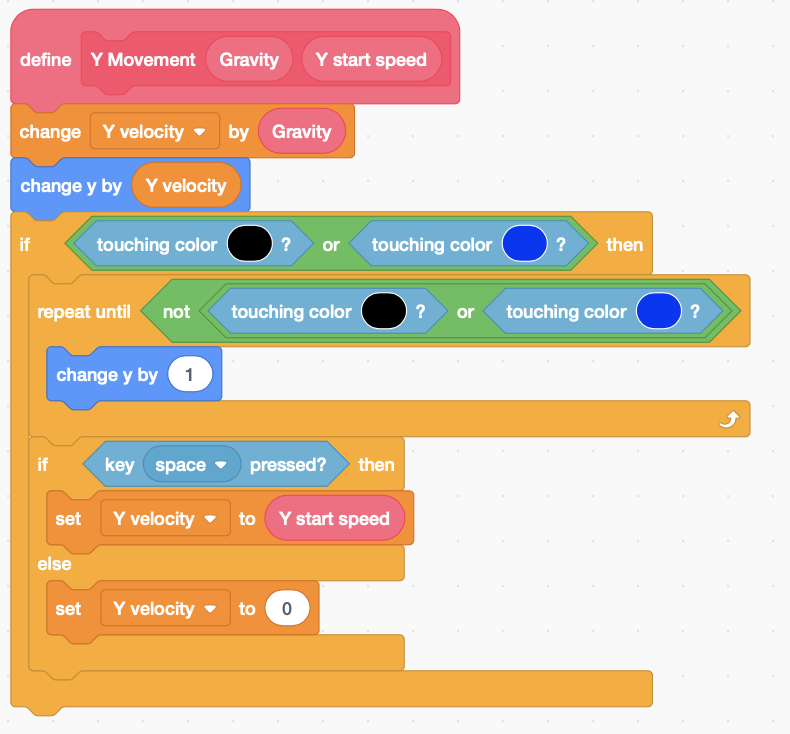 define Y Movement Gravity Y start speed
change Y velocity by Gravity
change y by Y velocity
if touching color ? or touching color ? then
repeat until not touching color ? or touching color ?
change y by 1
if key space pressed? then
set Y velocity to Y start speed
else
set Y velocity to 0